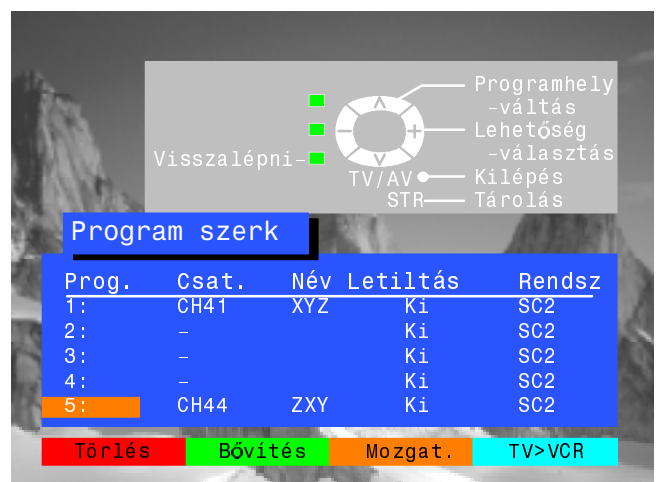 Programhely
-váltás
Lehetőség
-választás
Visszalépni-
TV/AV Kilépés
STR Tárolás
Program szerk
Prog. Csat. Név Letiltás Rendsz
1: CH41 XYZ Ki SC2
2: - Ki SC2
3: - Ki SC2
4: - Ki SC2
5: CH44 ZXY Ki SC2
Törlés Bővítés Mozgat. TV>VCR